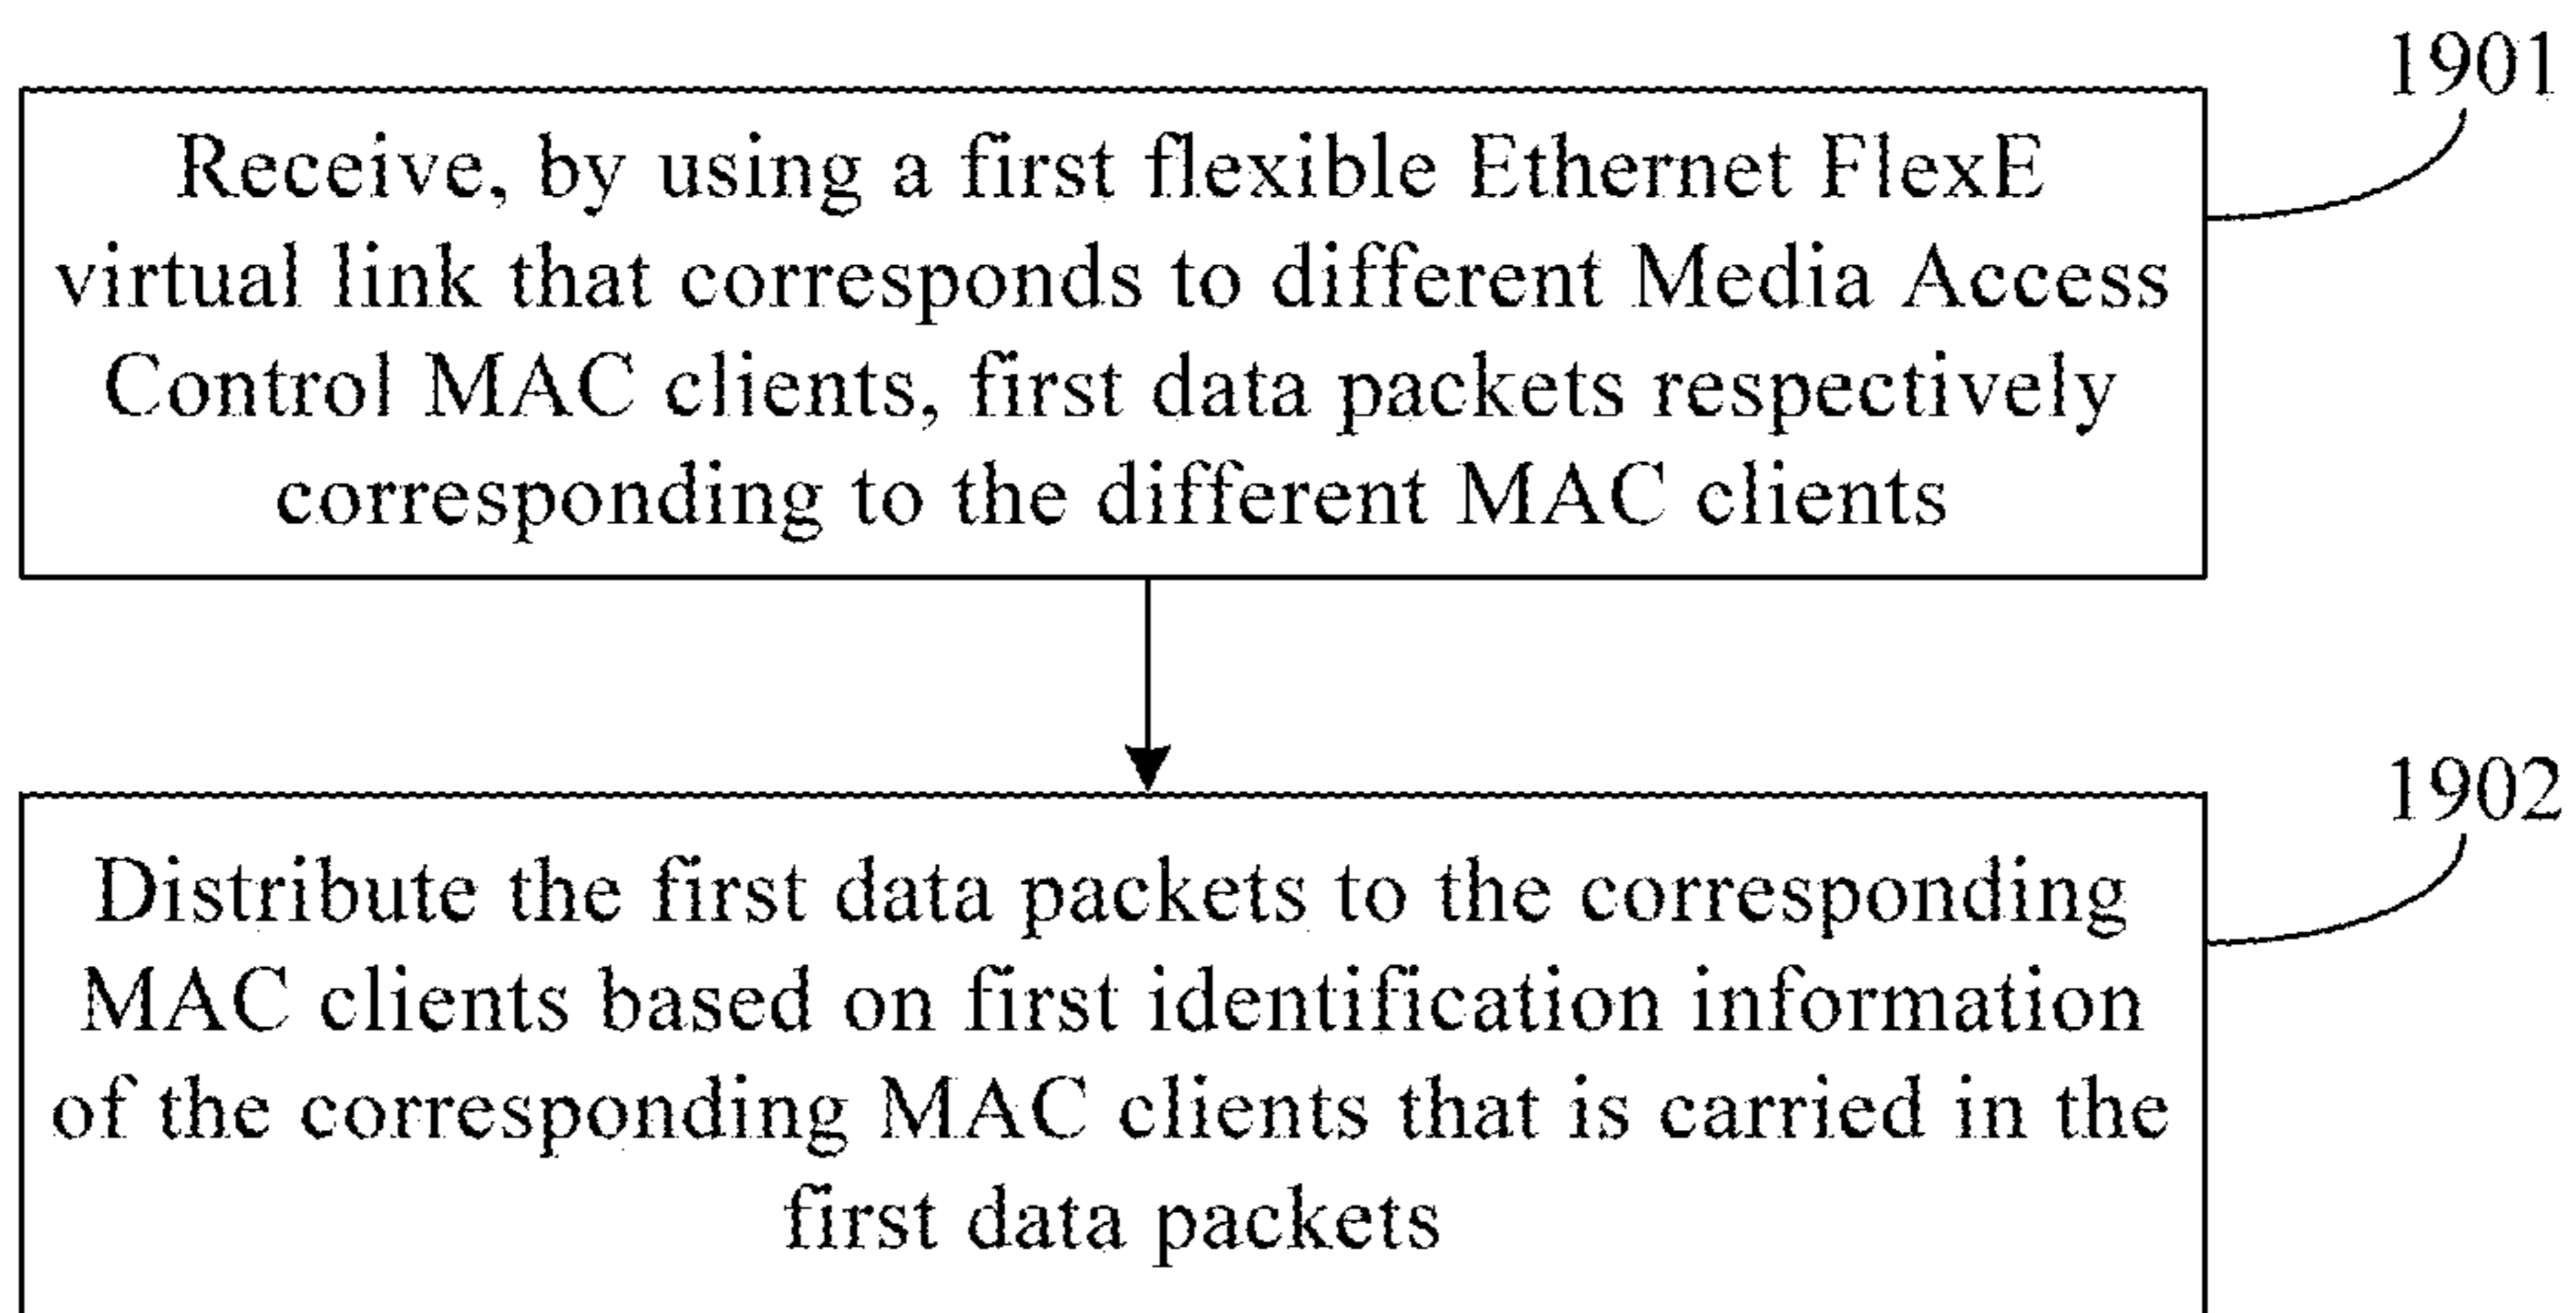 1901
Receive, by using a first flexible Ethernet FlexE
virtual link that corresponds to different Media Access
Control MAC clients, first data packets respectively
corresponding to the different MAC clients
1902
Distribute the first data packets to the corresponding
MAC clients based on first identification information
of the corresponding MAC clients that is carried in the
first data packets